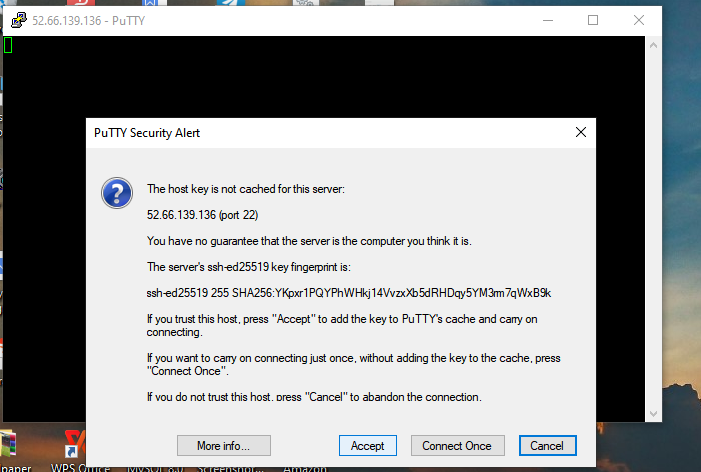 52.66.139.136 - PuTTY
PuTTY Security Alert
The host key is not cached for this server:
52.66.139.136 (port 22)
You have no guarantee that the server is the computer you think it is.
The server's ssh-ed25519 key fingerprint is:
ssh-ed25519 255 SHA256:YKpxr1PQYPhWHkj14VvzxXb5dRHDqy5YM3rm7qWxB9k
If you trust this host, press "Accept" to add the key to PuTTY's cache and carry on
connecting.
If you want to carry on connecting just once, without adding the key to the cache, press
"Connect Once".
If you do not trust this host, press "Cancel" to abandon the connection.
More info...
Accept
Connect Once
Cancel
WPS Office
MySQL 8.0
Screenshot...
Amazon